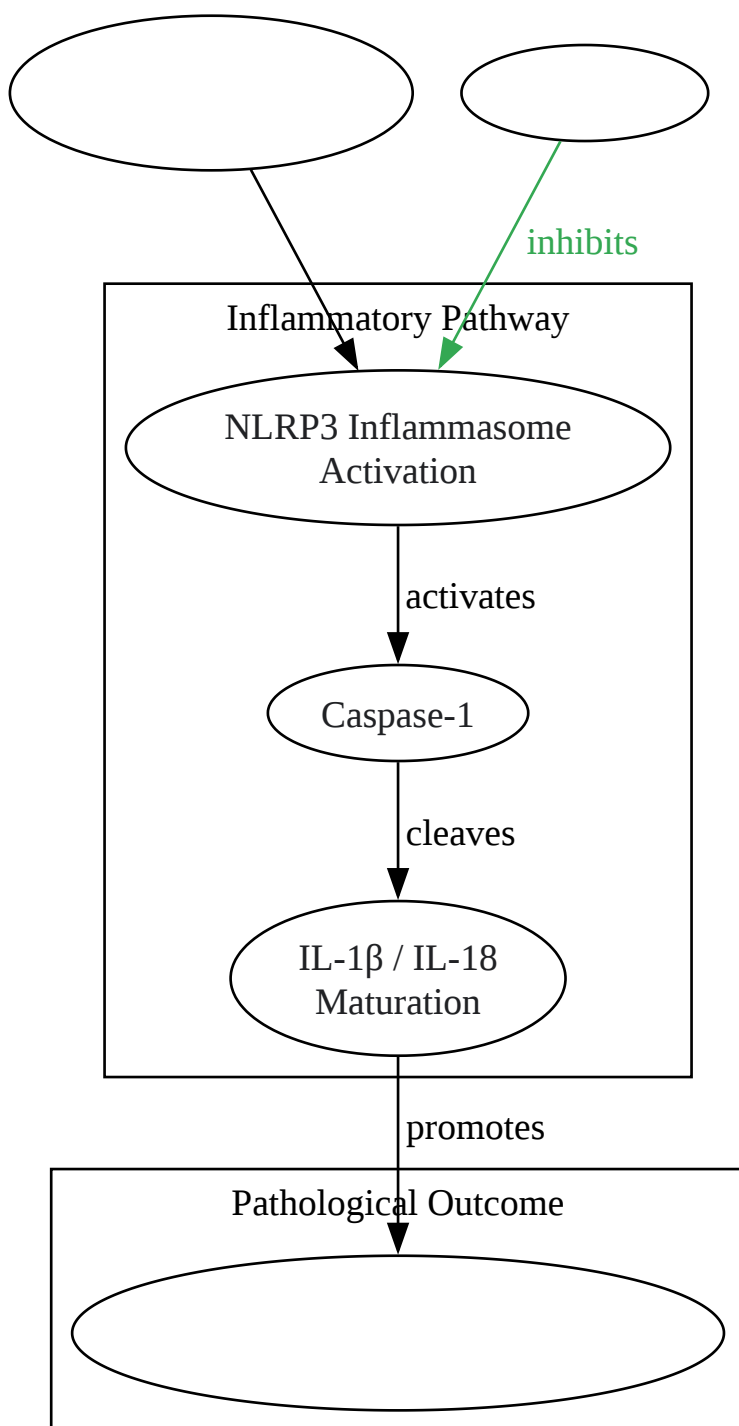 inhibits
Inflammatory Pathway
NLRP3 Inflammasome
Activation
activates
Caspase-1
cleaves
IL-1β / IL-18
Maturation
promotes
Pathological Outcome